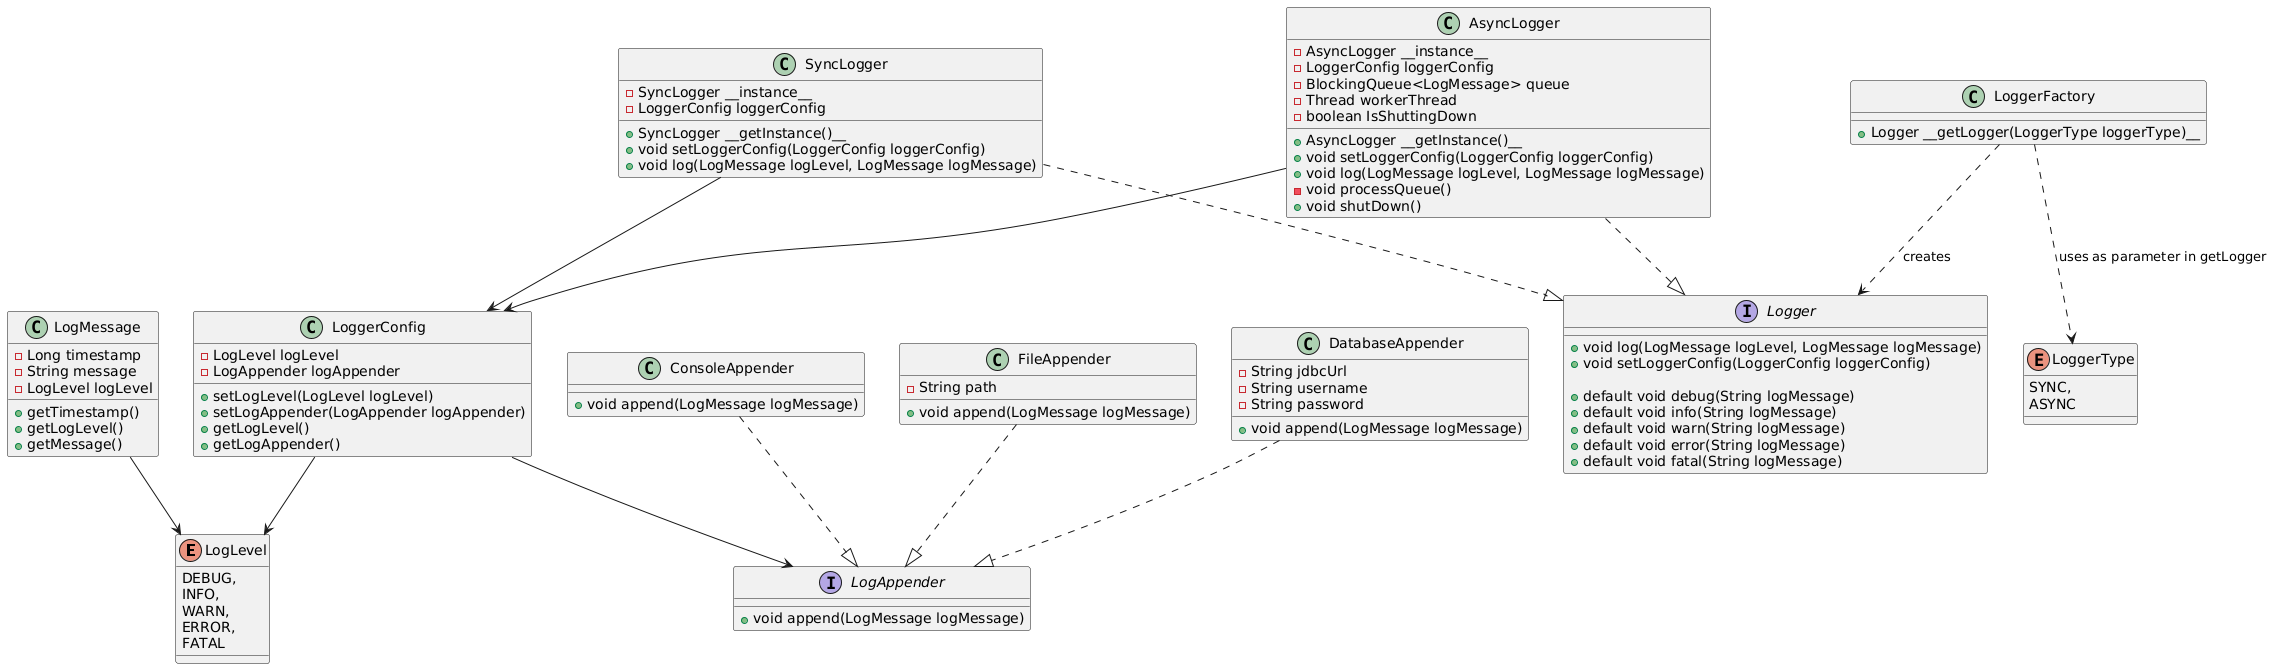 SyncLogger
SyncLogger __instance__
LoggerConfig loggerConfig
SyncLogger __getInstance()__
void setLoggerConfig(LoggerConfig loggerConfig)
void log(LogMessage logLevel, LogMessage logMessage)
AsyncLogger
AsyncLogger __instance__
LoggerConfig loggerConfig
BlockingQueue<LogMessage> queue
Thread workerThread
boolean IsShuttingDown
AsyncLogger __getInstance()__
void setLoggerConfig(LoggerConfig loggerConfig)
void log(LogMessage logLevel, LogMessage logMessage)
void processQueue()
void shutDown()
LoggerFactory
Logger __getLogger(LoggerType loggerType)__
creates
uses as parameter in getLogger
LogMessage
Long timestamp
String message
LogLevel logLevel
getTimestamp()
getLogLevel()
getMessage()
LoggerConfig
LogLevel logLevel
LogAppender logAppender
setLogLevel(LogLevel logLevel)
setLogAppender(LogAppender logAppender)
getLogLevel()
getLogAppender()
ConsoleAppender
void append(LogMessage logMessage)
FileAppender
String path
void append(LogMessage logMessage)
DatabaseAppender
String jdbcUrl
String username
String password
void append(LogMessage logMessage)
Logger
void log(LogMessage logLevel, LogMessage logMessage)
void setLoggerConfig(LoggerConfig loggerConfig)
default void debug(String logMessage)
default void info(String logMessage)
default void warn(String logMessage)
default void error(String logMessage)
default void fatal(String logMessage)
LoggerType
SYNC,
ASYNC
LogLevel
DEBUG,
INFO,
WARN,
ERROR,
FATAL
LogAppender
void append(LogMessage logMessage)